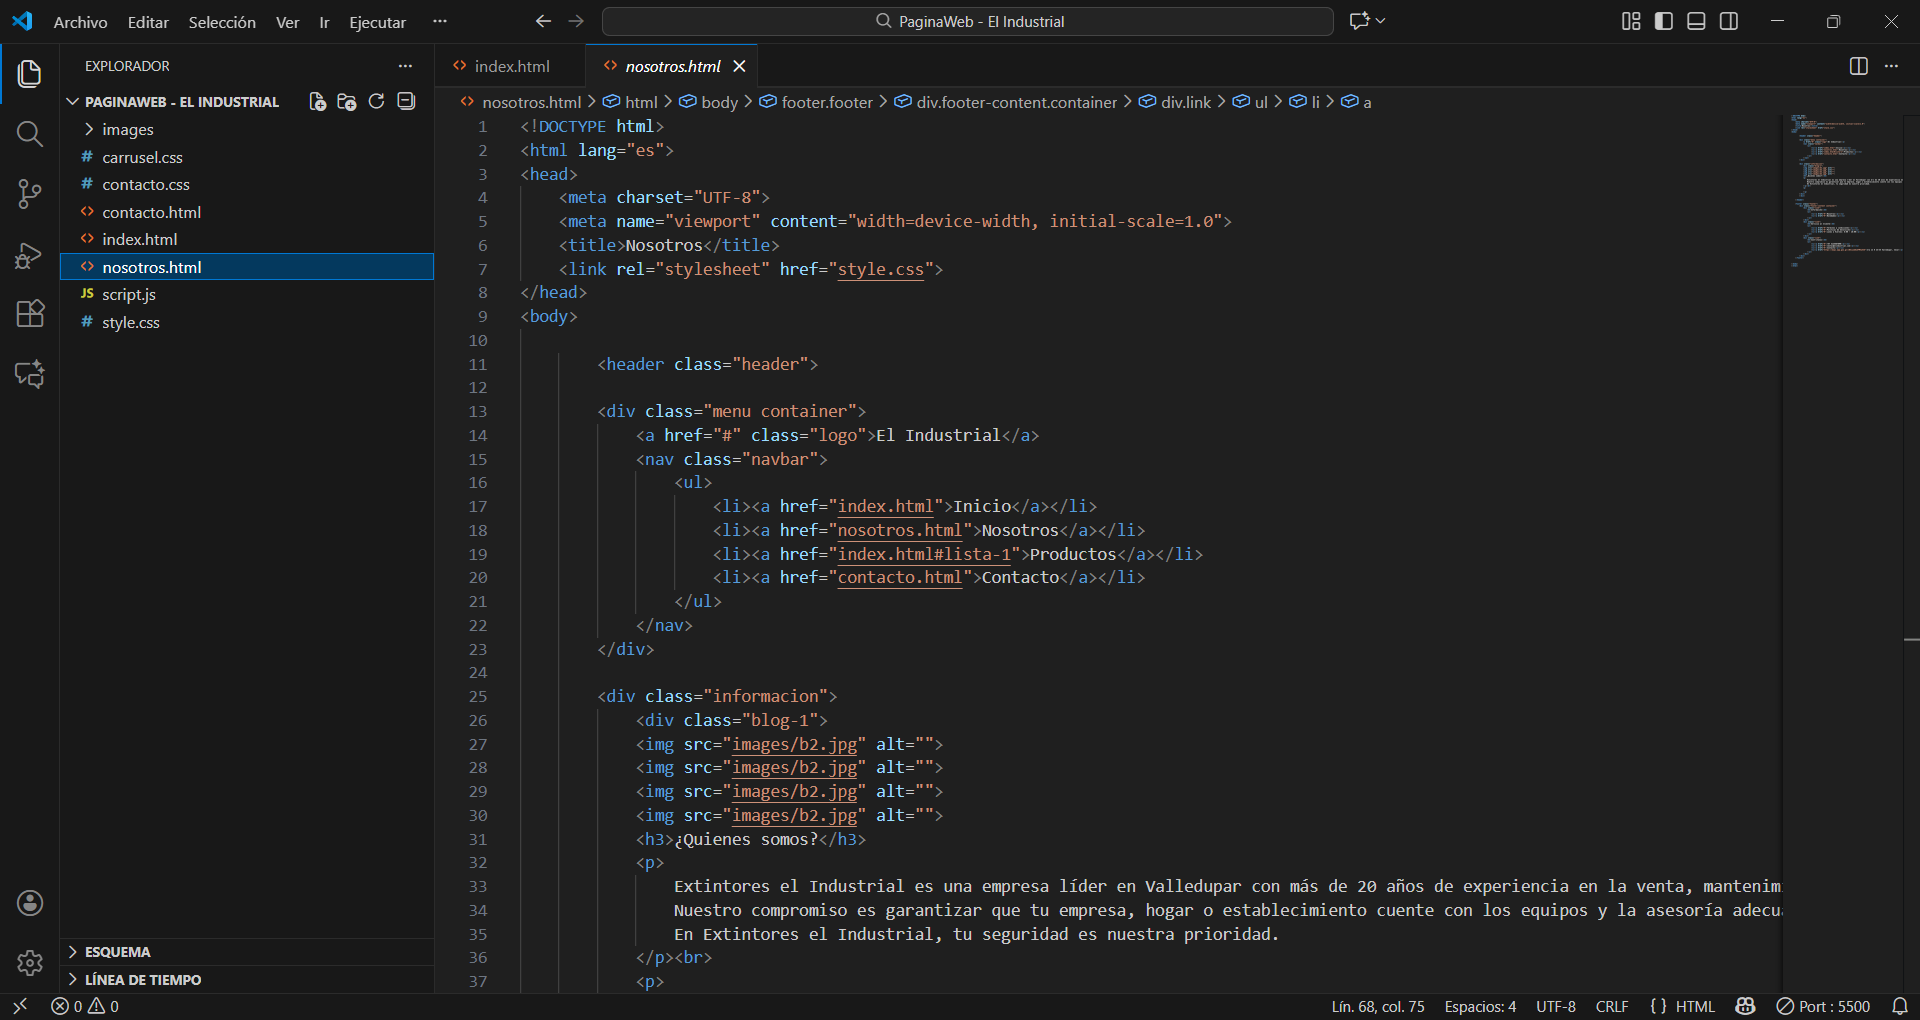 Archivo Editar Selección Ver Ir Ejecutar ···
PaginaWeb - El Industrial
EXPLORADOR
PAGINAWEB - EL INDUSTRIAL
images
# carrusel.css
# contacto.css
<> contacto.html
<> index.html
<> nosotros.html
JS script.js
# style.css
ESQUEMA
LÍNEA DE TIEMPO
<> index.html
<> nosotros.html
<> nosotros.html > html > body > footer.footer > div.footer-content.container > div.link > ul > li > a
1 <!DOCTYPE html>
2 <html lang="es">
3 <head>
4 <meta charset="UTF-8">
5 <meta name="viewport" content="width=device-width, initial-scale=1.0">
6 <title>Nosotros</title>
7 <link rel="stylesheet" href="style.css">
8 </head>
9 <body>
10
11 <header class="header">
12
13 <div class="menu container">
14 <a href="#" class="logo">El Industrial</a>
15 <nav class="navbar">
16 <ul>
17 <li><a href="index.html">Inicio</a></li>
18 <li><a href="nosotros.html">Nosotros</a></li>
19 <li><a href="index.html#lista-1">Productos</a></li>
20 <li><a href="contacto.html">Contacto</a></li>
21 </ul>
22 </nav>
23 </div>
24
25 <div class="informacion">
26 <div class="blog-1">
27 <img src="images/b2.jpg" alt="">
28 <img src="images/b2.jpg" alt="">
29 <img src="images/b2.jpg" alt="">
30 <img src="images/b2.jpg" alt="">
31 <h3>¿Quienes somos?</h3>
32 <p>
33 Extintores el Industrial es una empresa líder en Valledupar con más de 20 años de experiencia en la venta, mantenim
34 Nuestro compromiso es garantizar que tu empresa, hogar o establecimiento cuente con los equipos y la asesoría adecu
35 En Extintores el Industrial, tu seguridad es nuestra prioridad.
36 </p><br>
37 <p>
0 0
Lín. 68, col. 75 Espacios: 4 UTF-8 CRLF {} HTML Port : 5500